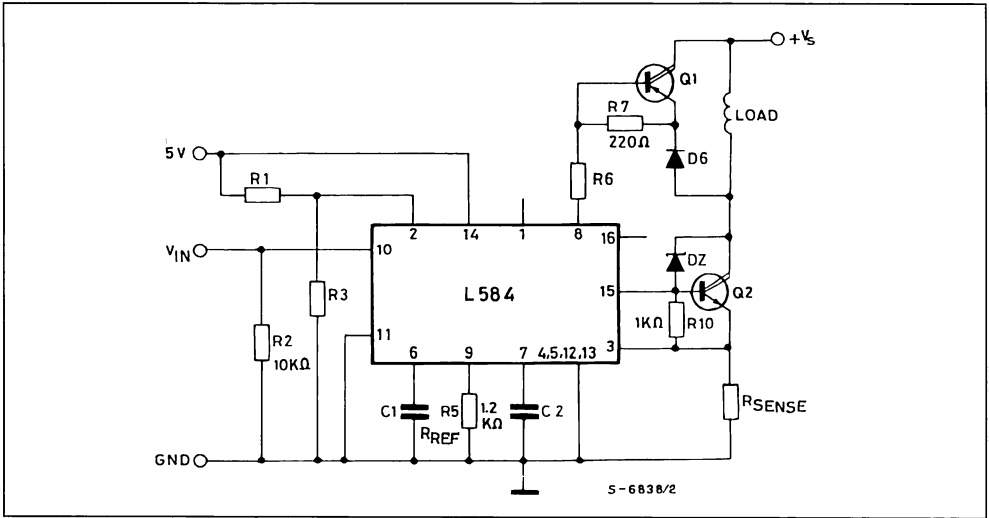 +Vs
Q1
R7
220Ω
LOAD
D6
5V
R1
R6
2
14
1
8
16
VIN
10
DZ
L584
15
Q2
R3
1KΩ
R10
R2
10KΩ
11
6
9
7
4,5,12,13
3
C1
R5
1.2
KΩ
C2
RREF
RSENSE
GND
S-6838/2